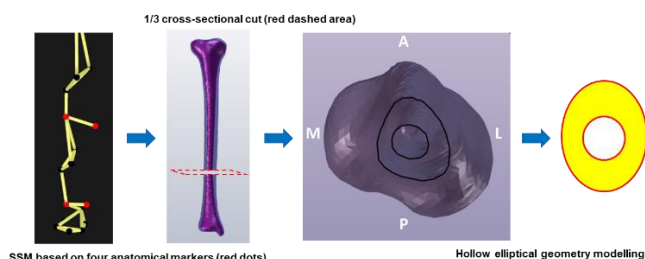 1/3 cross-sectional cut (red dashed area)
A
M
L
P
SSM based on four anatomical markers (red dots)
Hollow elliptical geometry modelling